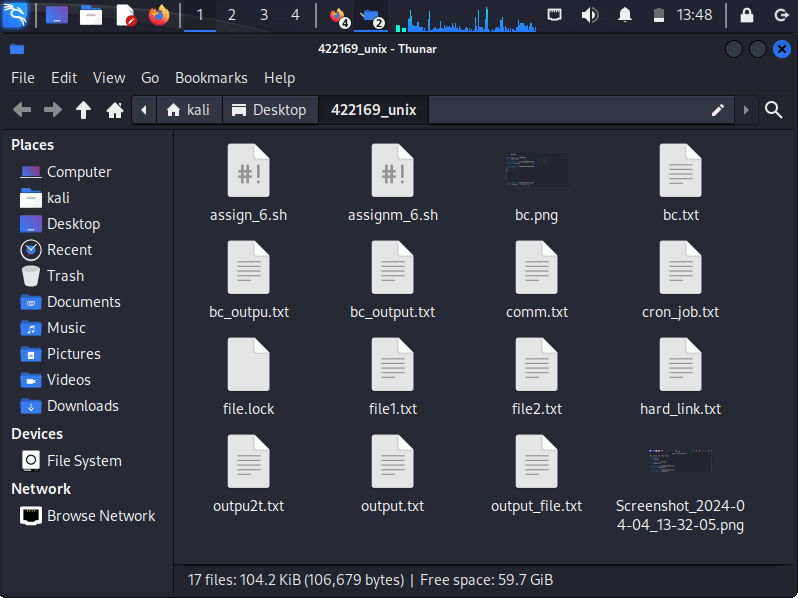 1 2 3 4 4 2 13:48
422169_unix - Thunar
File Edit View Go Bookmarks Help
kali Desktop 422169_unix
Places
Computer
kali
Desktop
Recent
Trash
Documents
Music
Pictures
Videos
Downloads
Devices
File System
Network
Browse Network
#! #!
assign_6.sh assignm_6.sh bc.png bc.txt
bc_outpu.txt bc_output.txt comm.txt cron_job.txt
file.lock file1.txt file2.txt hard_link.txt
outpu2t.txt output.txt output_file.txt Screenshot_2024-0
4-04_13-32-05.png
17 files: 104.2 KiB (106,679 bytes) | Free space: 59.7 GiB